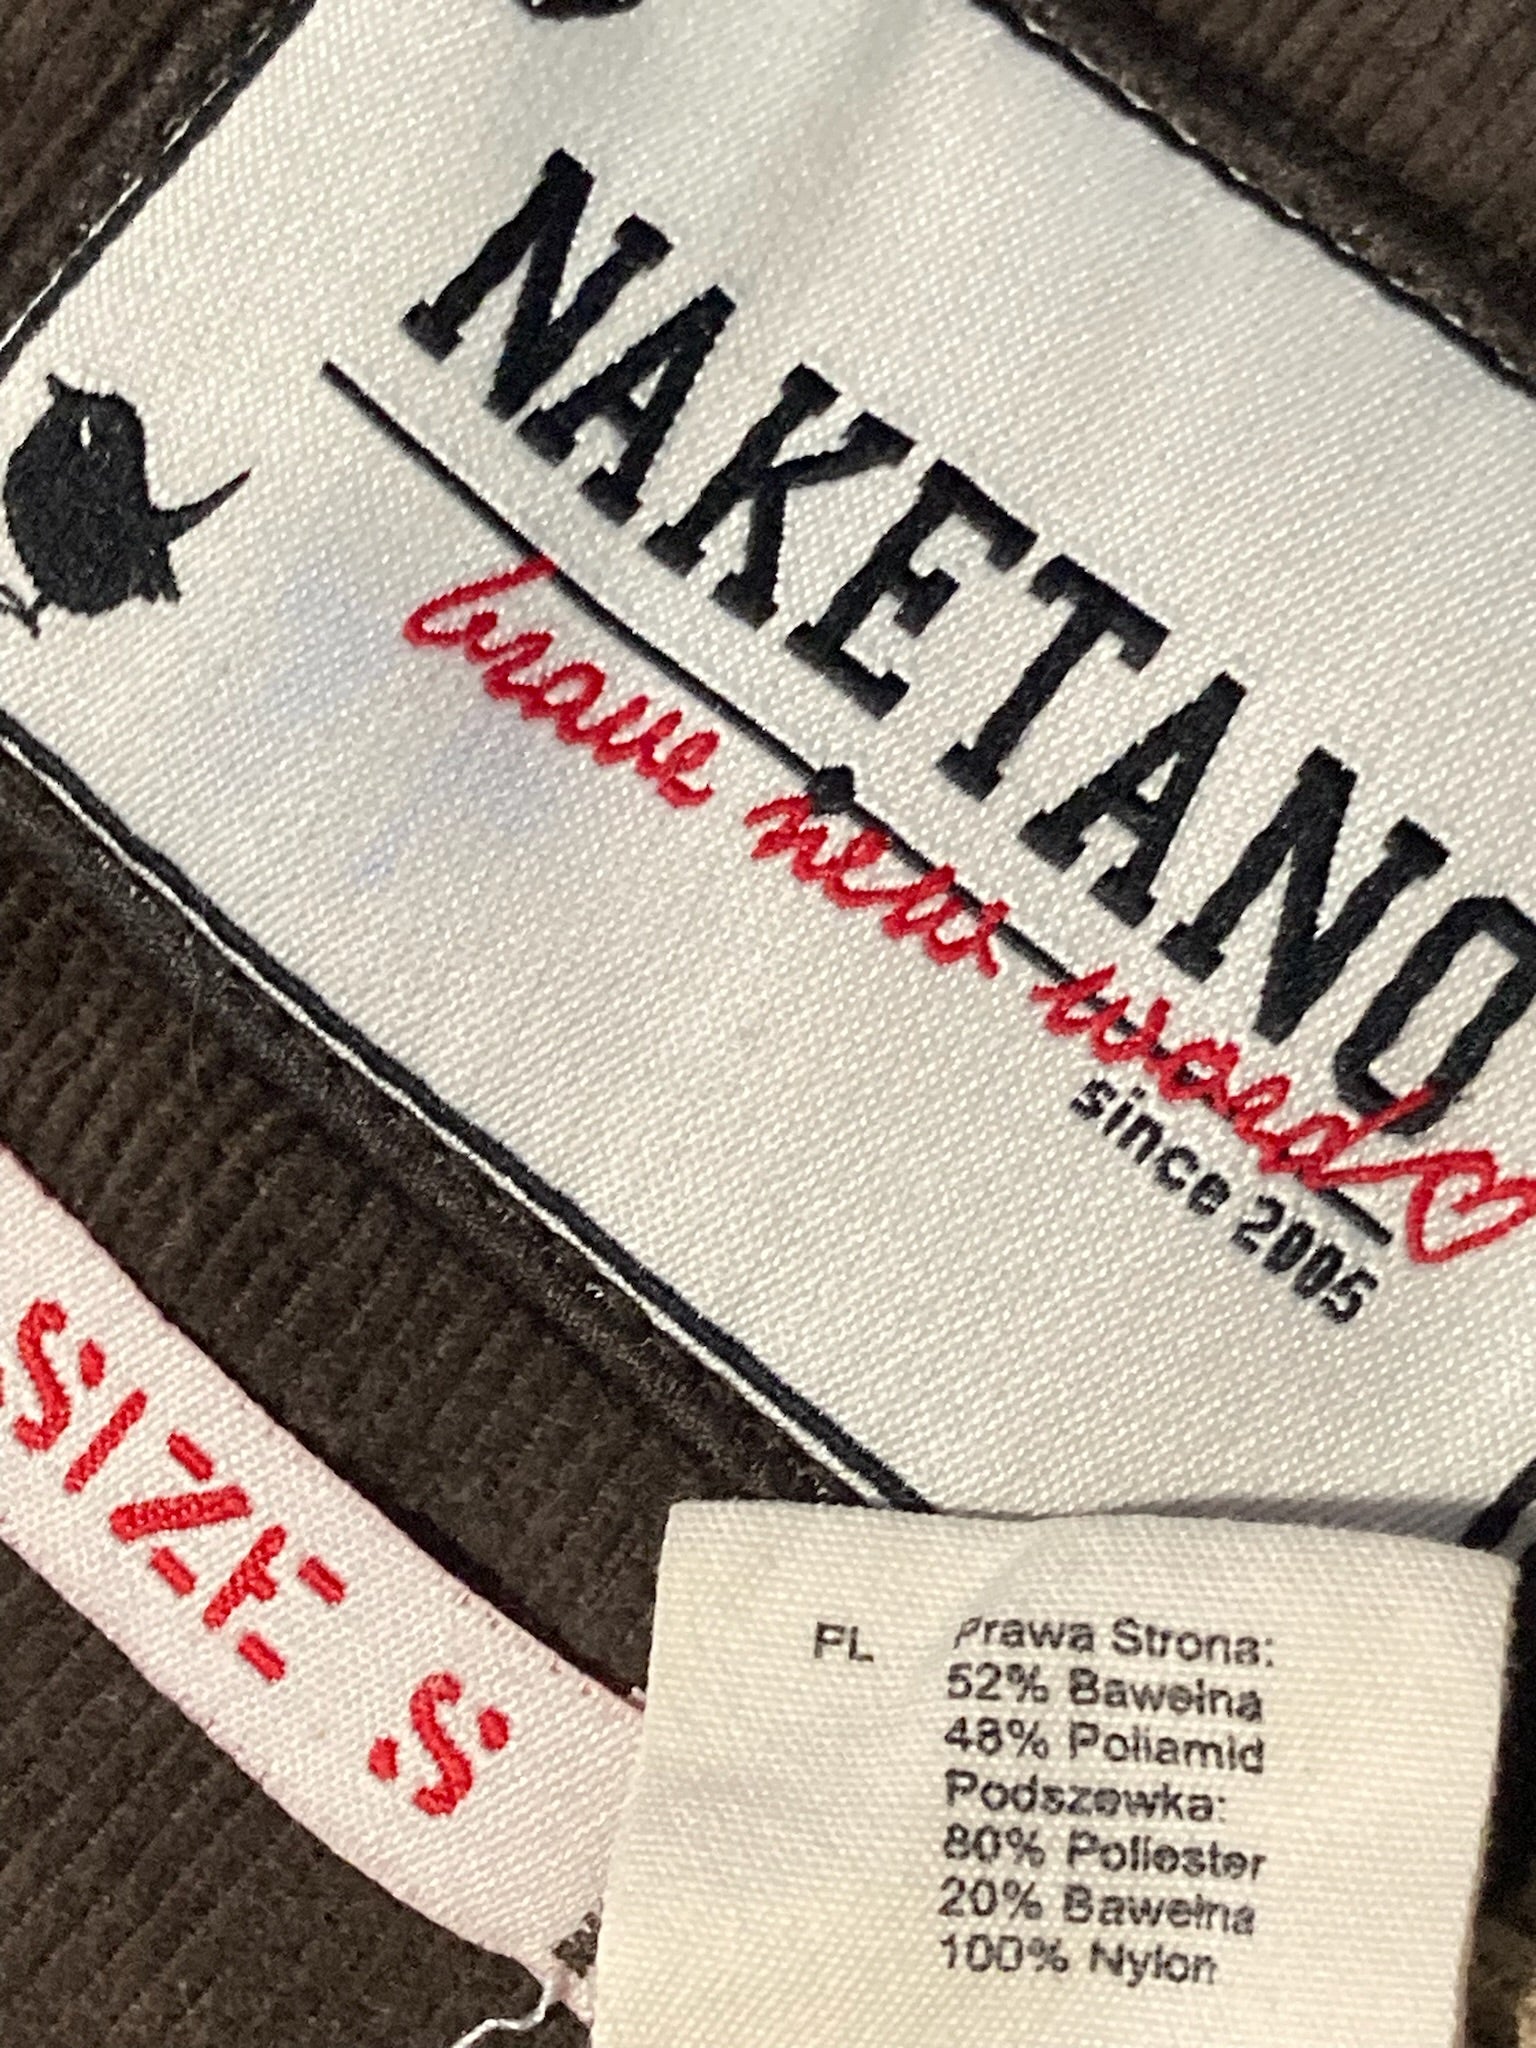 NAKETANO
brave new world
since 2005
SIZE S
PL Prawa Strona:
52% Bawełna
48% Poliamid
Podszewka:
80% Poliester
20% Bawełna
100% Nylon